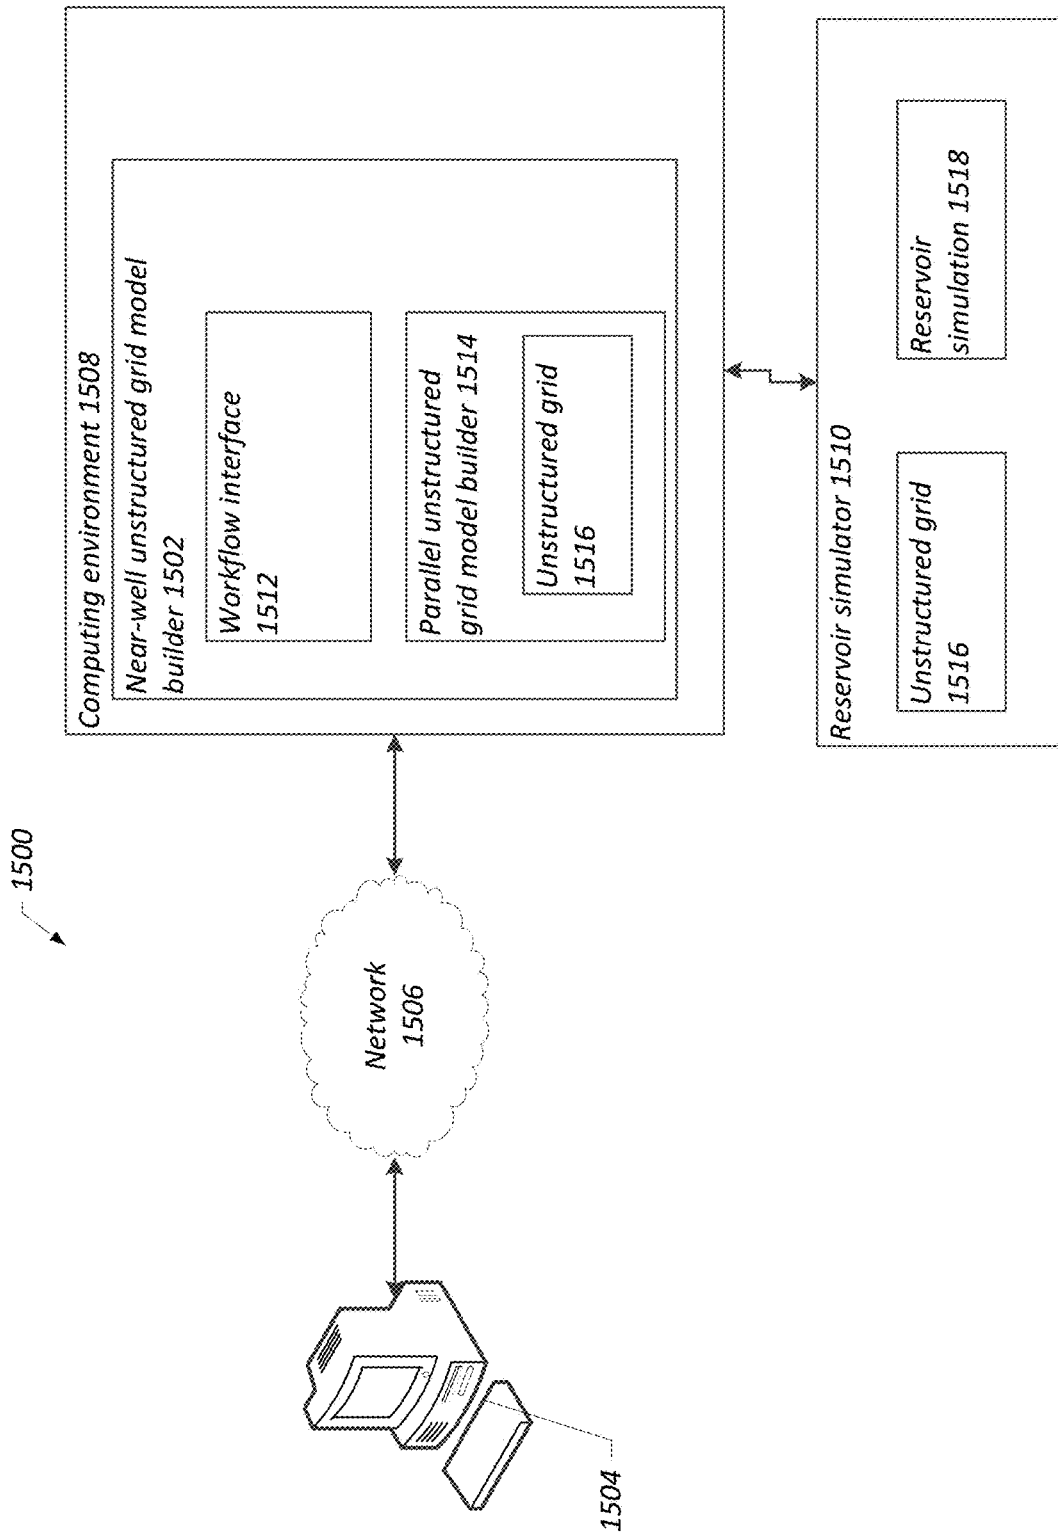 1500
1504
Network
1506
Computing environment 1508
Near-well unstructured grid model
builder 1502
Workflow interface
1512
Parallel unstructured
grid model builder 1514
Unstructured grid
1516
Reservoir simulator 1510
Unstructured grid
1516
Reservoir
simulation 1518